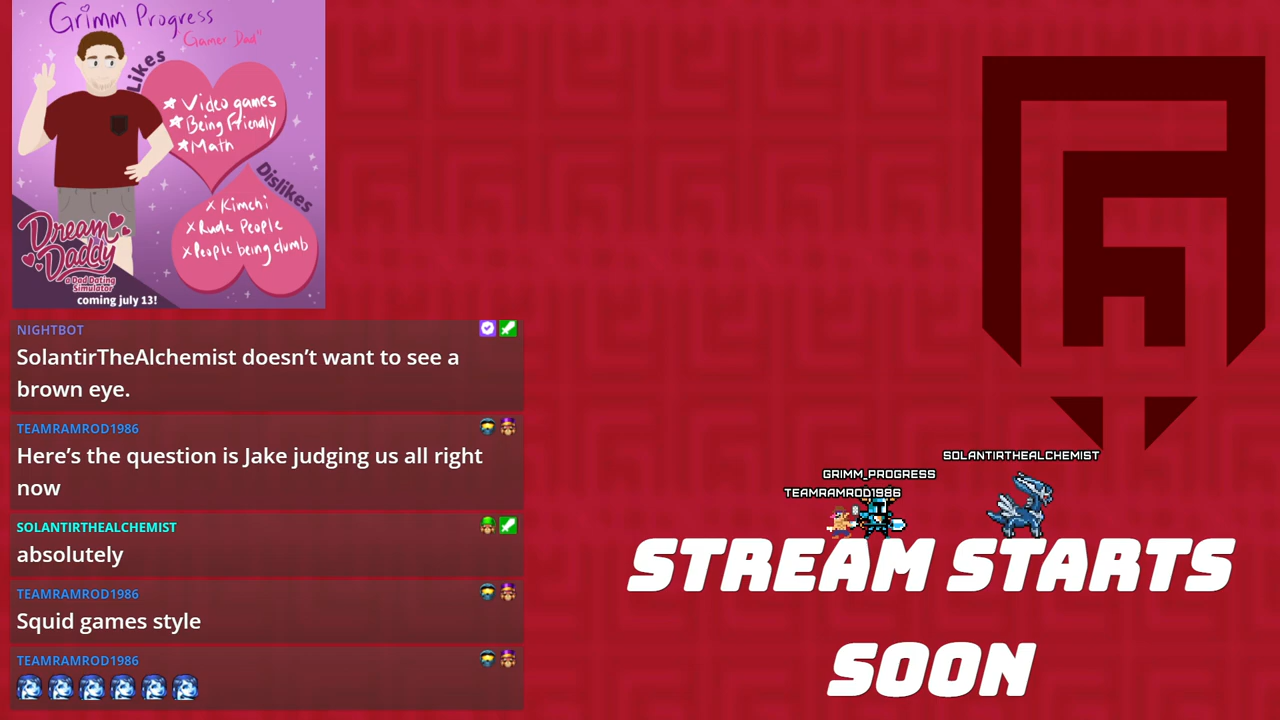 Grimm Progress
"Gamer Dad"
Likes
Video games
Being Friendly
Math
Dislikes
x Kimchi
x Rude People
x People being dumb
Dream
Daddy
a Dad Dating
Simulator
coming july 13!
NIGHTBOT
SolantirTheAlchemist doesn't want to see a
brown eye.
TEAMRAMROD1986
Here's the question is Jake judging us all right
now
SOLANTIRTHEALCHEMIST
absolutely
TEAMRAMROD1986
Squid games style
TEAMRAMROD1986
SOLANTIRTHEALCHEMIST
GRIMM_PROGRESS
TEAMRAMROD1986
STREAM STARTS
SOON